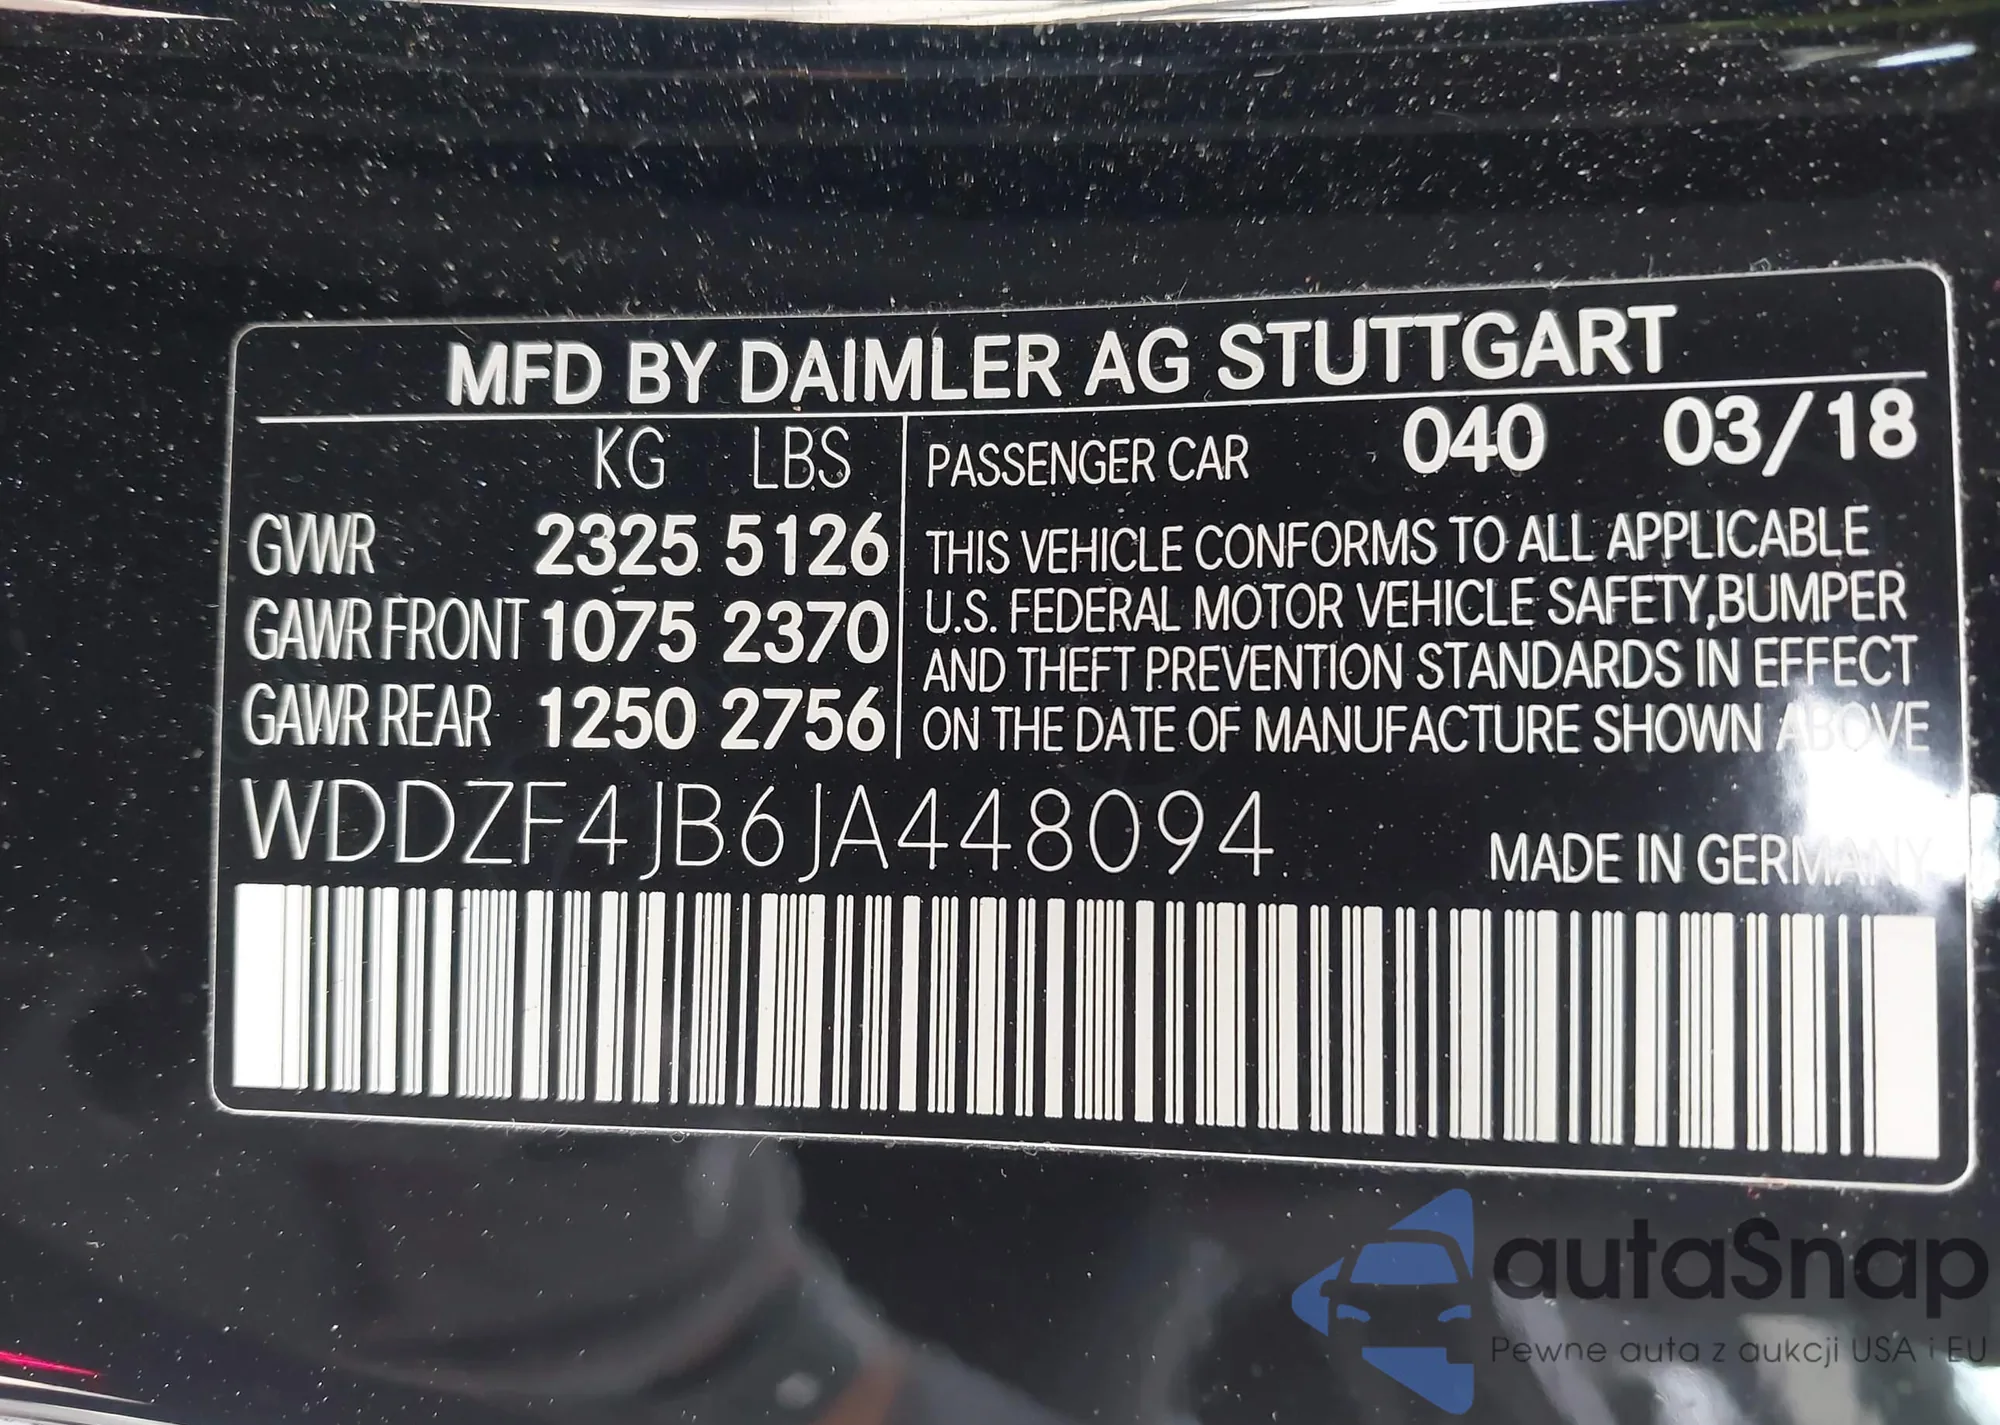 MFD BY DAIMLER AG STUTTGART
KG LBS
GVWR 2325 5126
GAWR FRONT 1075 2370
GAWR REAR 1250 2756
PASSENGER CAR 040 03/18
THIS VEHICLE CONFORMS TO ALL APPLICABLE
U.S. FEDERAL MOTOR VEHICLE SAFETY,BUMPER
AND THEFT PREVENTION STANDARDS IN EFFECT
ON THE DATE OF MANUFACTURE SHOWN ABOVE
WDDZF4JB6JA448094
MADE IN GERMANY
autaSnap
Pewne auta z aukcji USA i EU